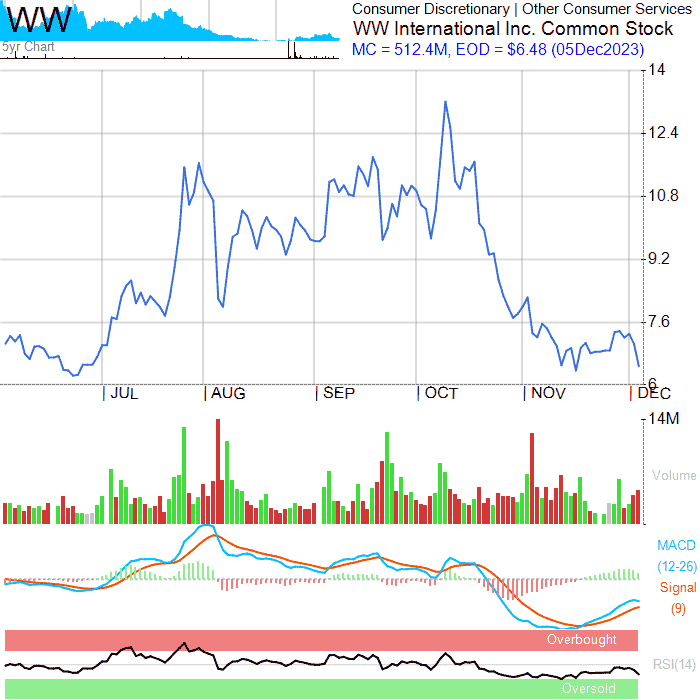 WW
5yr Chart
Consumer Discretionary | Other Consumer Services
WW International Inc. Common Stock
MC = 512.4M, EOD = $6.48 (05Dec2023)
14
12.4
10.8
9.2
7.6
6
JUL AUG SEP OCT NOV DEC
14M
Volume
MACD
(12-26)
Signal
(9)
Overbought
RSI(14)
Oversold